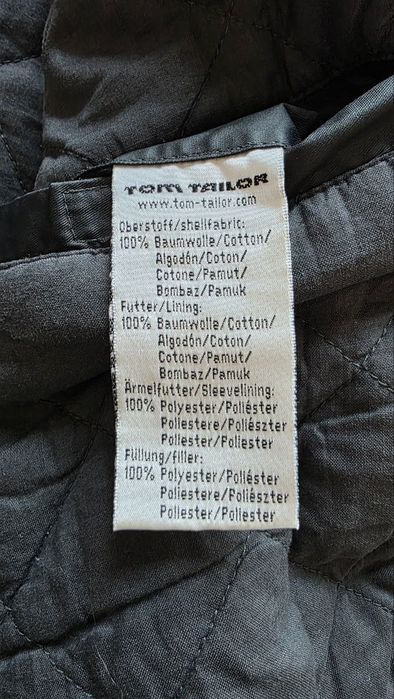 TOM TAILOR
www.tom-tailor.com
Oberstoff/shellfabric:
100% Baumwolle/Cotton/
Algodón/Coton/
Cotone/Pamut/
Bombaz/Pamuk
Futter/Lining:
100% Baumwolle/Cotton/
Algodón/Coton/
Cotone/Pamut/
Bombaz/Pamuk
Ärmelfutter/Sleevelining:
100% Polyester/Poliéster
Poliestere/Poliészter
Poliester/Poliester
Füllung/filler:
100% Polyester/Poliéster
Poliestere/Poliészter
Poliester/Poliester